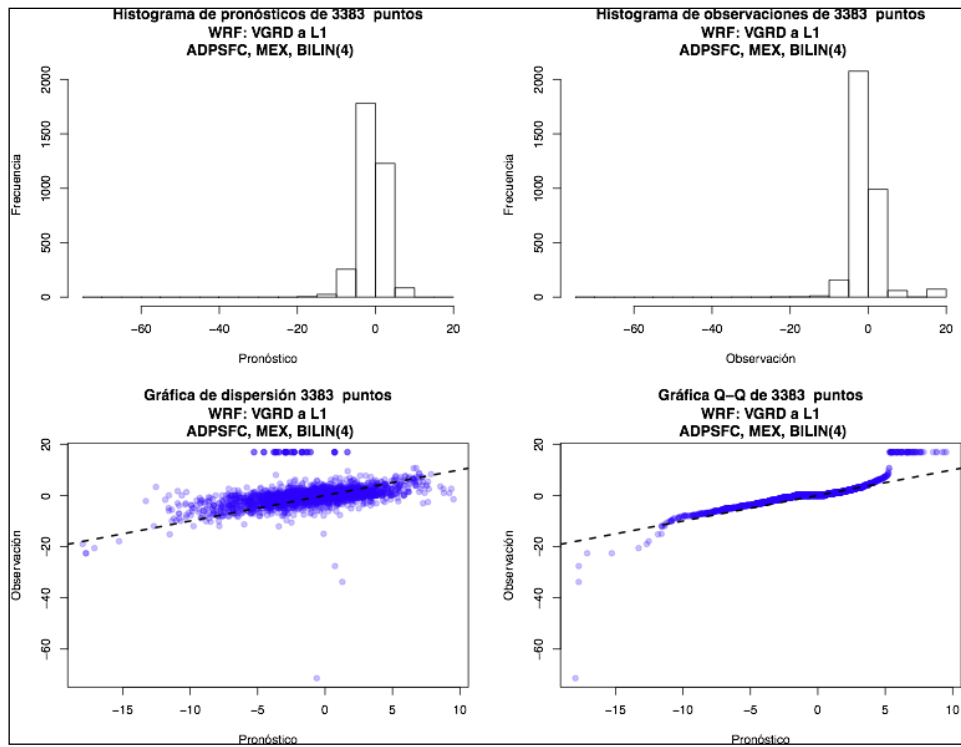 Histograma de pronósticos de 3383 puntos
WRF: VGRD a L1
ADPSFC, MEX, BILIN(4)
Frecuencia
2000
1500
1000
500
0
−60
−40
−20
0
20
Pronóstico
Histograma de observaciones de 3383 puntos
WRF: VGRD a L1
ADPSFC, MEX, BILIN(4)
Frecuencia
2000
1500
1000
500
0
−60
−40
−20
0
20
Observación
Gráfica de dispersión 3383 puntos
WRF: VGRD a L1
ADPSFC, MEX, BILIN(4)
Observación
20
0
−20
−40
−60
−15
−10
−5
0
5
10
Pronóstico
Gráfica Q−Q de 3383 puntos
WRF: VGRD a L1
ADPSFC, MEX, BILIN(4)
Observación
20
0
−20
−40
−60
−15
−10
−5
0
5
10
Pronóstico